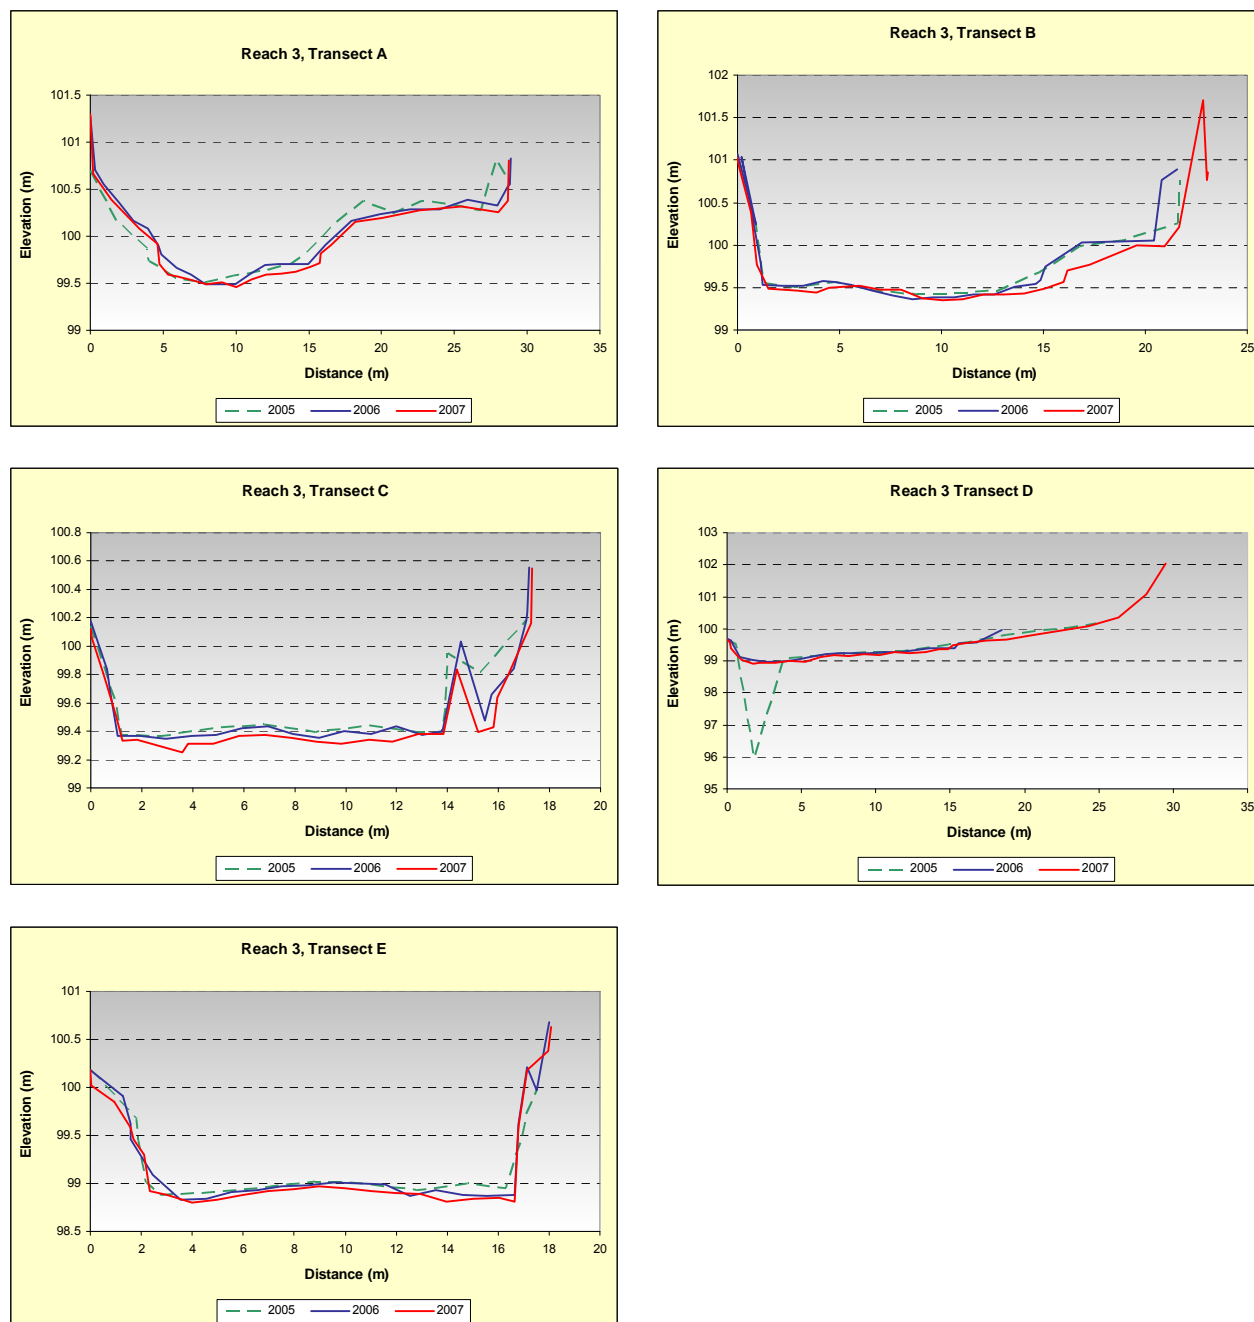 Reach 3, Transect A
Elevation (m)
101.5
101
100.5
100
99.5
99
0 5 10 15 20 25 30 35
Distance (m)
2005 2006 2007
Reach 3, Transect B
Elevation (m)
102
101.5
101
100.5
100
99.5
99
0 5 10 15 20 25
Distance (m)
2005 2006 2007
Reach 3, Transect C
Elevation (m)
100.8
100.6
100.4
100.2
100
99.8
99.6
99.4
99.2
99
0 2 4 6 8 10 12 14 16 18 20
Distance (m)
2005 2006 2007
Reach 3 Transect D
Elevation (m)
103
102
101
100
99
98
97
96
95
0 5 10 15 20 25 30 35
Distance (m)
2005 2006 2007
Reach 3, Transect E
Elevation (m)
101
100.5
100
99.5
99
98.5
0 2 4 6 8 10 12 14 16 18 20
Distance (m)
2005 2006 2007